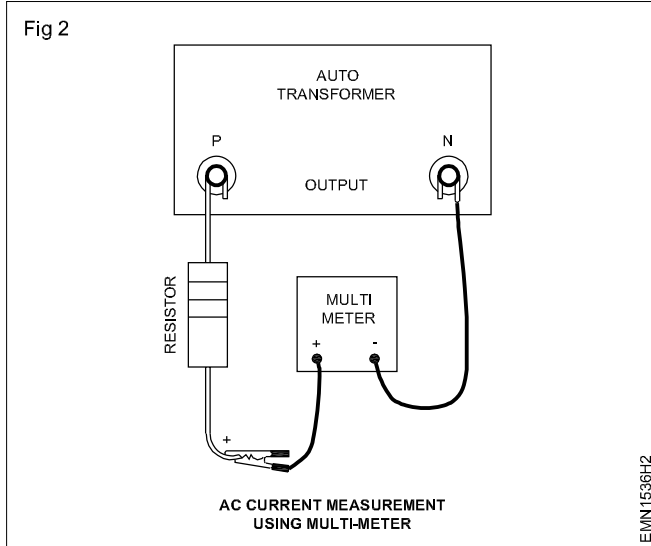 Fig 2
AUTO
TRANSFORMER
P
N
OUTPUT
RESISTOR
MULTI
METER
+ -
+
AC CURRENT MEASUREMENT
USING MULTI-METER
EMN1536H2